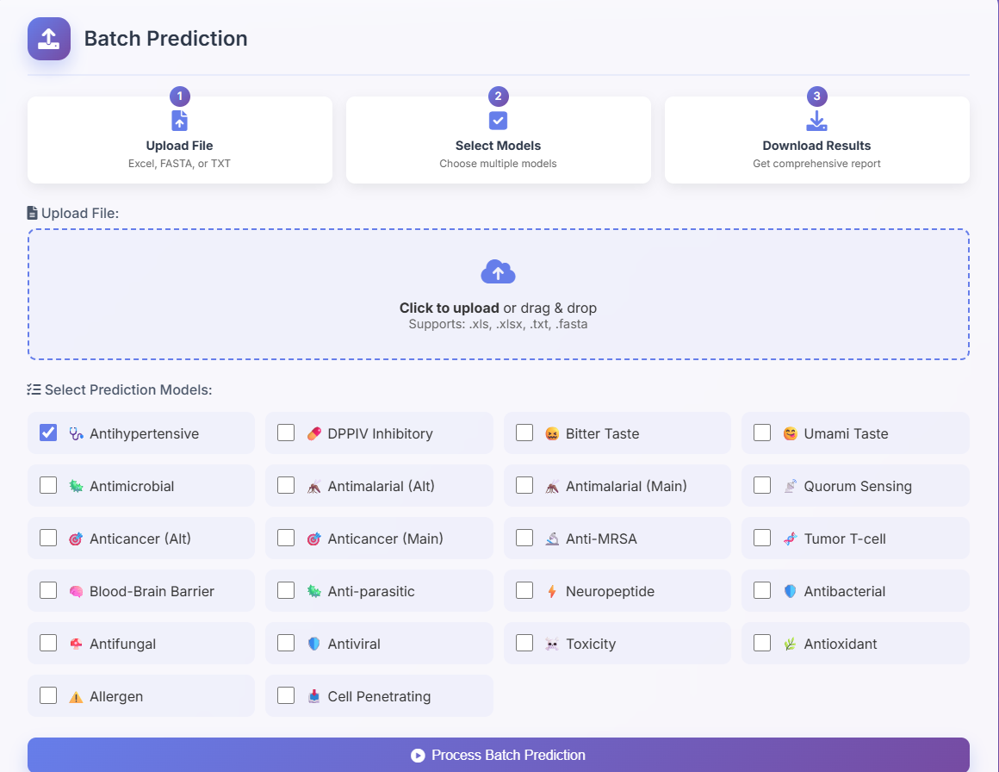 Batch Prediction
1
2
3
Upload File
Select Models
Download Results
Excel, FASTA, or TXT
Choose multiple models
Get comprehensive report
Upload File:
Click to upload or drag & drop
Supports: .xls, .xlsx, .txt, .fasta
Select Prediction Models:
Antihypertensive
DPPIV Inhibitory
Bitter Taste
Umami Taste
Antimicrobial
Antimalarial (Alt)
Antimalarial (Main)
Quorum Sensing
Anticancer (Alt)
Anticancer (Main)
Anti-MRSA
Tumor T-cell
Blood-Brain Barrier
Anti-parasitic
Neuropeptide
Antibacterial
Antifungal
Antiviral
Toxicity
Antioxidant
Allergen
Cell Penetrating
Process Batch Prediction